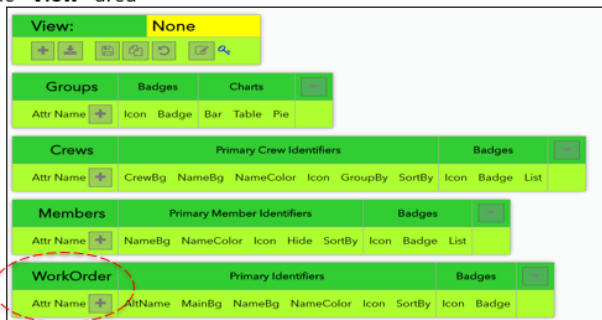 "View" area
View: None
Groups Badges Charts
Attr Name + Icon Badge Bar Table Pie
Crews Primary Crew Identifiers Badges
Attr Name + CrewBg NameBg NameColor Icon GroupBy SortBy Icon Badge List
Members Primary Member Identifiers Badges
Attr Name + NameBg NameColor Icon Hide SortBy Icon Badge List
WorkOrder Primary Identifiers Badges
Attr Name + AltName MainBg NameBg NameColor Icon SortBy Icon Badge